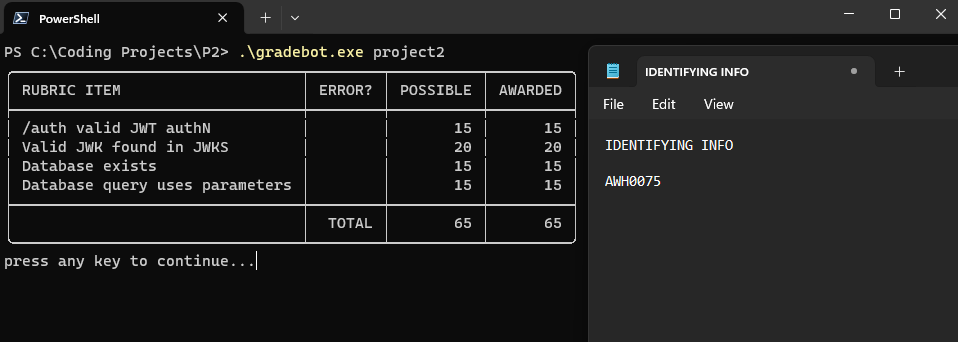 PowerShell
PS C:\Coding Projects\P2> .\gradebot.exe project2
RUBRIC ITEM ERROR? POSSIBLE AWARDED
/auth valid JWT authN 15 15
Valid JWK found in JWKS 20 20
Database exists 15 15
Database query uses parameters 15 15
TOTAL 65 65
press any key to continue...
IDENTIFYING INFO
File Edit View
IDENTIFYING INFO
AWH0075